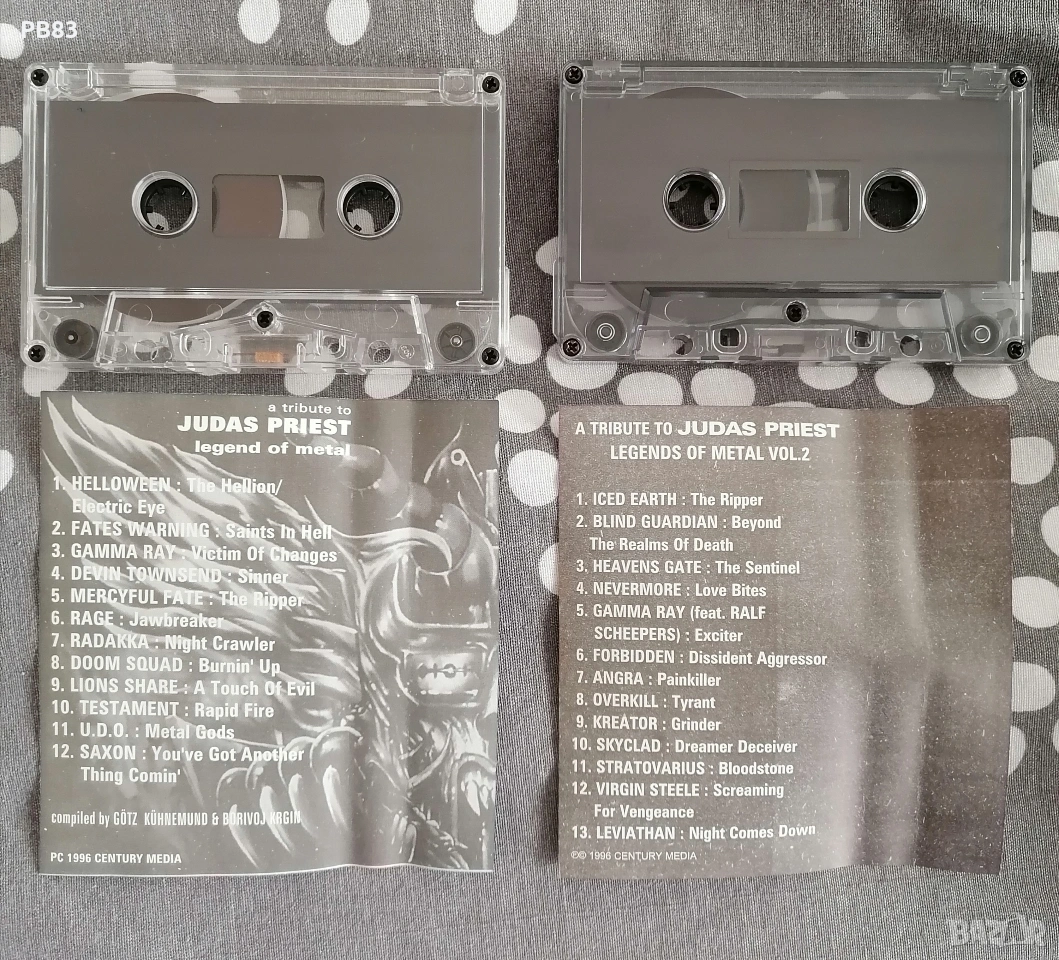 PB83
a tribute to
JUDAS PRIEST
legend of metal
1. HELLOWEEN : The Hellion/
Electric Eye
2. FATES WARNING : Saints In Hell
3. GAMMA RAY : Victim Of Changes
4. DEVIN TOWNSEND : Sinner
5. MERCYFUL FATE : The Ripper
6. RAGE : Jawbreaker
7. RADAKKA : Night Crawler
8. DOOM SQUAD : Burnin' Up
9. LIONS SHARE : A Touch Of Evil
10. TESTAMENT : Rapid Fire
11. U.D.O. : Metal Gods
12. SAXON : You've Got Another
Thing Comin'
compiled by GÖTZ KÜHNEMUND & BORIVOJ KRGIN
PC 1996 CENTURY MEDIA
A TRIBUTE TO JUDAS PRIEST
LEGENDS OF METAL VOL.2
1. ICED EARTH : The Ripper
2. BLIND GUARDIAN : Beyond
The Realms Of Death
3. HEAVENS GATE : The Sentinel
4. NEVERMORE : Love Bites
5. GAMMA RAY (feat. RALF
SCHEEPERS) : Exciter
6. FORBIDDEN : Dissident Aggressor
7. ANGRA : Painkiller
8. OVERKILL : Tyrant
9. KREATOR : Grinder
10. SKYCLAD : Dreamer Deceiver
11. STRATOVARIUS : Bloodstone
12. VIRGIN STEELE : Screaming
For Vengeance
13. LEVIATHAN : Night Comes Down
℗© 1996 CENTURY MEDIA
BAZAR